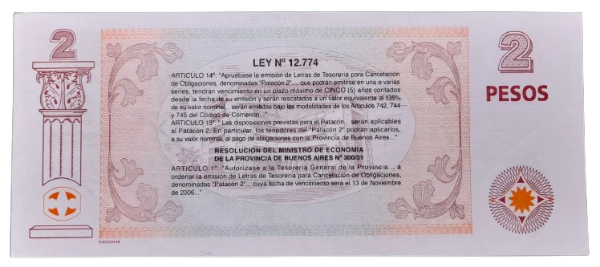 2
LEY Nº 12.774
2
PESOS
ARTICULO 14º. "Apruébase la emisión de Letras de Tesorería para Cancelación
de Obligaciones, denominadas "Patacón 2"... que podrán emitirse en una o varias
series, tendrán vencimiento en un plazo máximo de CINCO (5) años contados
desde la fecha de su emisión y serán rescatados a un valor equivalente al 135%
de su valor nominal... serán emitidos bajo las modalidades de los Artículos 742, 744
y 745 del Código de Comercio.
ARTICULO 15º. " Las disposiciones previstas para el Patacón... serán aplicables
al Patacón 2. En particular, los tenedores del "Patacón 2" podrán aplicarlos,
a su valor nominal, al pago de obligaciones con la Provincia de Buenos Aires..."
RESOLUCIÓN DEL MINISTRO DE ECONOMIA
DE LA PROVINCIA DE BUENOS AIRES Nº 300/01
ARTICULO 1º. "Autorízase a la Tesorería General de la Provincia... a
ordenar la emisión de Letras de Tesorería para Cancelación de Obligaciones,
denominadas "Patacón 2"... cuya fecha de vencimiento será el 13 de Noviembre
de 2006..."